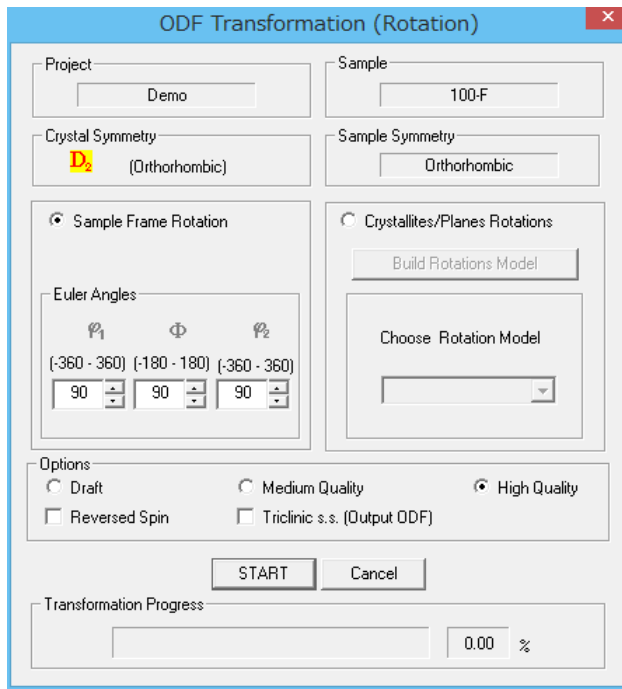 ODF Transformation (Rotation)
x
Project
Demo
Sample
100-F
Crystal Symmetry
D₂ (Orthorhombic)
Sample Symmetry
Orthorhombic
Sample Frame Rotation
Euler Angles
φ₁ Φ φ₂
(-360 - 360) (-180 - 180) (-360 - 360)
90 90 90
Crystallites/Planes Rotations
Build Rotations Model
Choose Rotation Model
Options
Draft Medium Quality High Quality
Reversed Spin Triclinic s.s. (Output ODF)
START Cancel
Transformation Progress
0.00 %